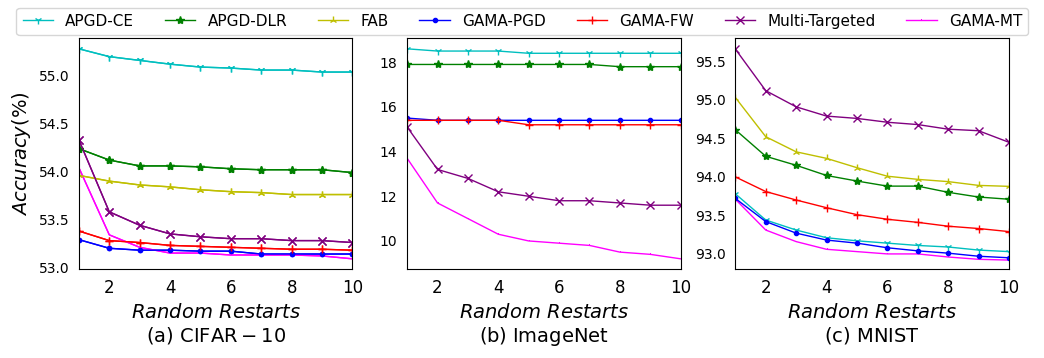 APGD-CE APGD-DLR FAB GAMA-PGD GAMA-FW Multi-Targeted GAMA-MT
Accuracy(%)
55.0
54.5
54.0
53.5
53.0
2 4 6 8 10
Random Restarts
(a) CIFAR − 10
18
16
14
12
10
2 4 6 8 10
Random Restarts
(b) ImageNet
95.5
95.0
94.5
94.0
93.5
93.0
2 4 6 8 10
Random Restarts
(c) MNIST